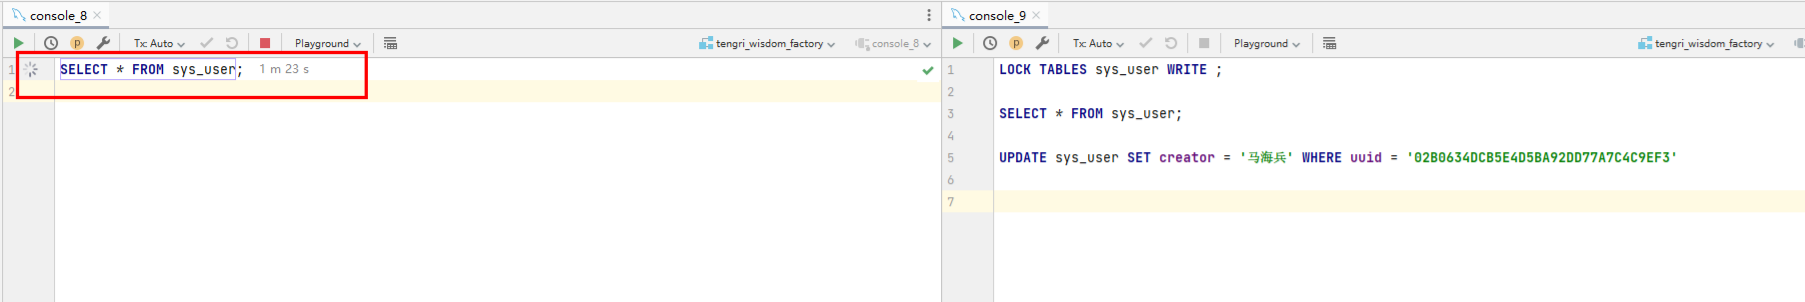 console_8
Tx: Auto
Playground
tengri_wisdom_factory
console_8
1 SELECT * FROM sys_user; 1 m 23 s
2
console_9
Tx: Auto
Playground
tengri_wisdom_factory
1 LOCK TABLES sys_user WRITE ;
2
3 SELECT * FROM sys_user;
4
5 UPDATE sys_user SET creator = '马海兵' WHERE uuid = '02B0634DCB5E4D5BA92DD77A7C4C9EF3'
6
7